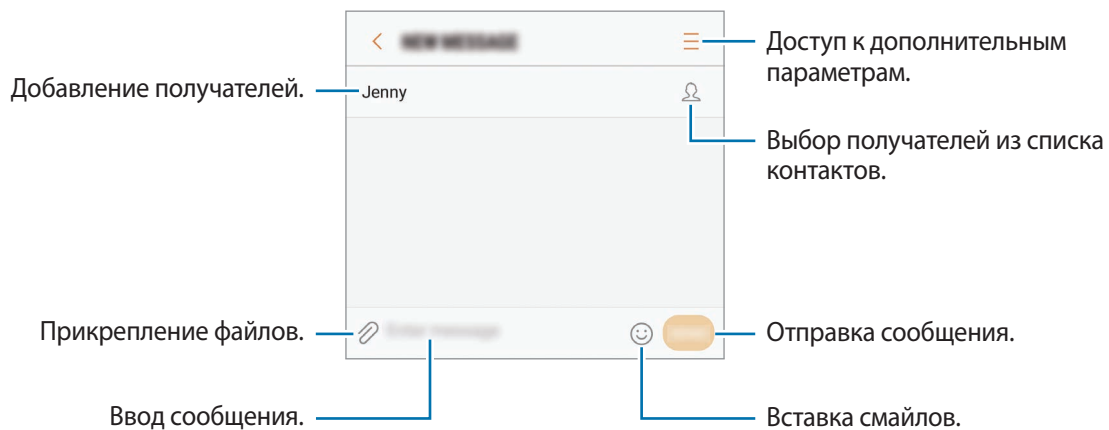 Доступ к дополнительным
параметрам.
Добавление получателей.
Jenny
Выбор получателей из списка
контактов.
Прикрепление файлов.
Отправка сообщения.
Ввод сообщения.
Вставка смайлов.